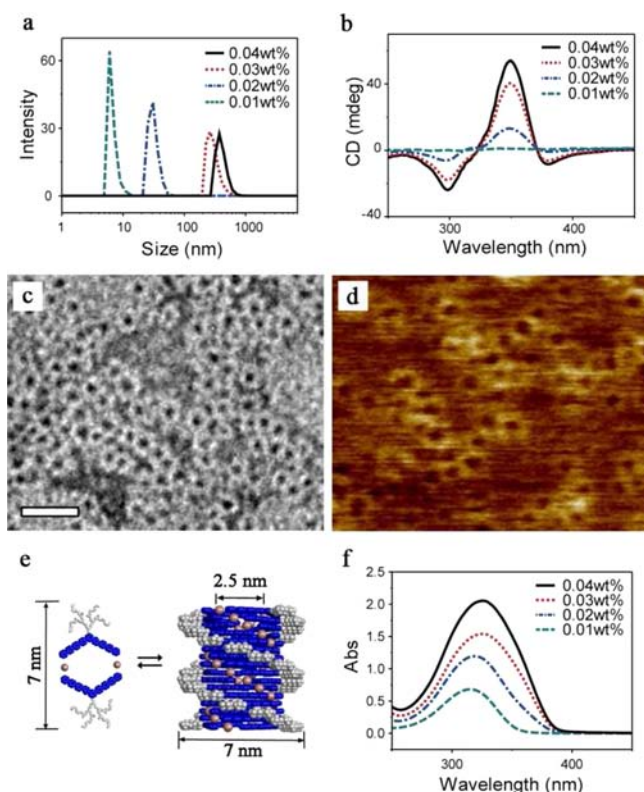 a
Intensity
60
30
0
1
10
100
1000
Size (nm)
0.04wt%
0.03wt%
0.02wt%
0.01wt%
b
CD (mdeg)
40
0
-40
300
400
Wavelength (nm)
0.04wt%
0.03wt%
0.02wt%
0.01wt%
c
d
e
7 nm
2.5 nm
7 nm
f
Abs
2.5
2.0
1.5
1.0
0.5
0.0
300
400
Wavelength (nm)
0.04wt%
0.03wt%
0.02wt%
0.01wt%